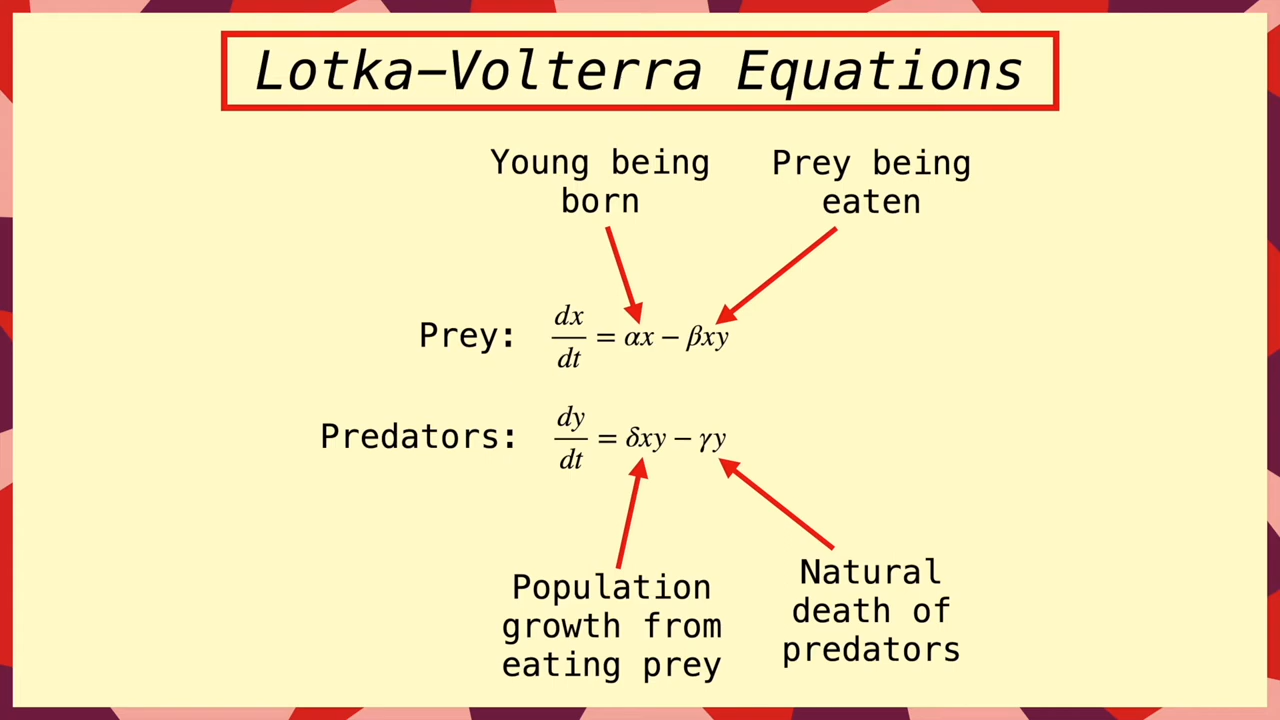 Lotka–Volterra Equations
Young being
born
Prey being
eaten
Prey: dx/dt = αx − βxy
Predators: dy/dt = δxy − γy
Population
growth from
eating prey
Natural
death of
predators